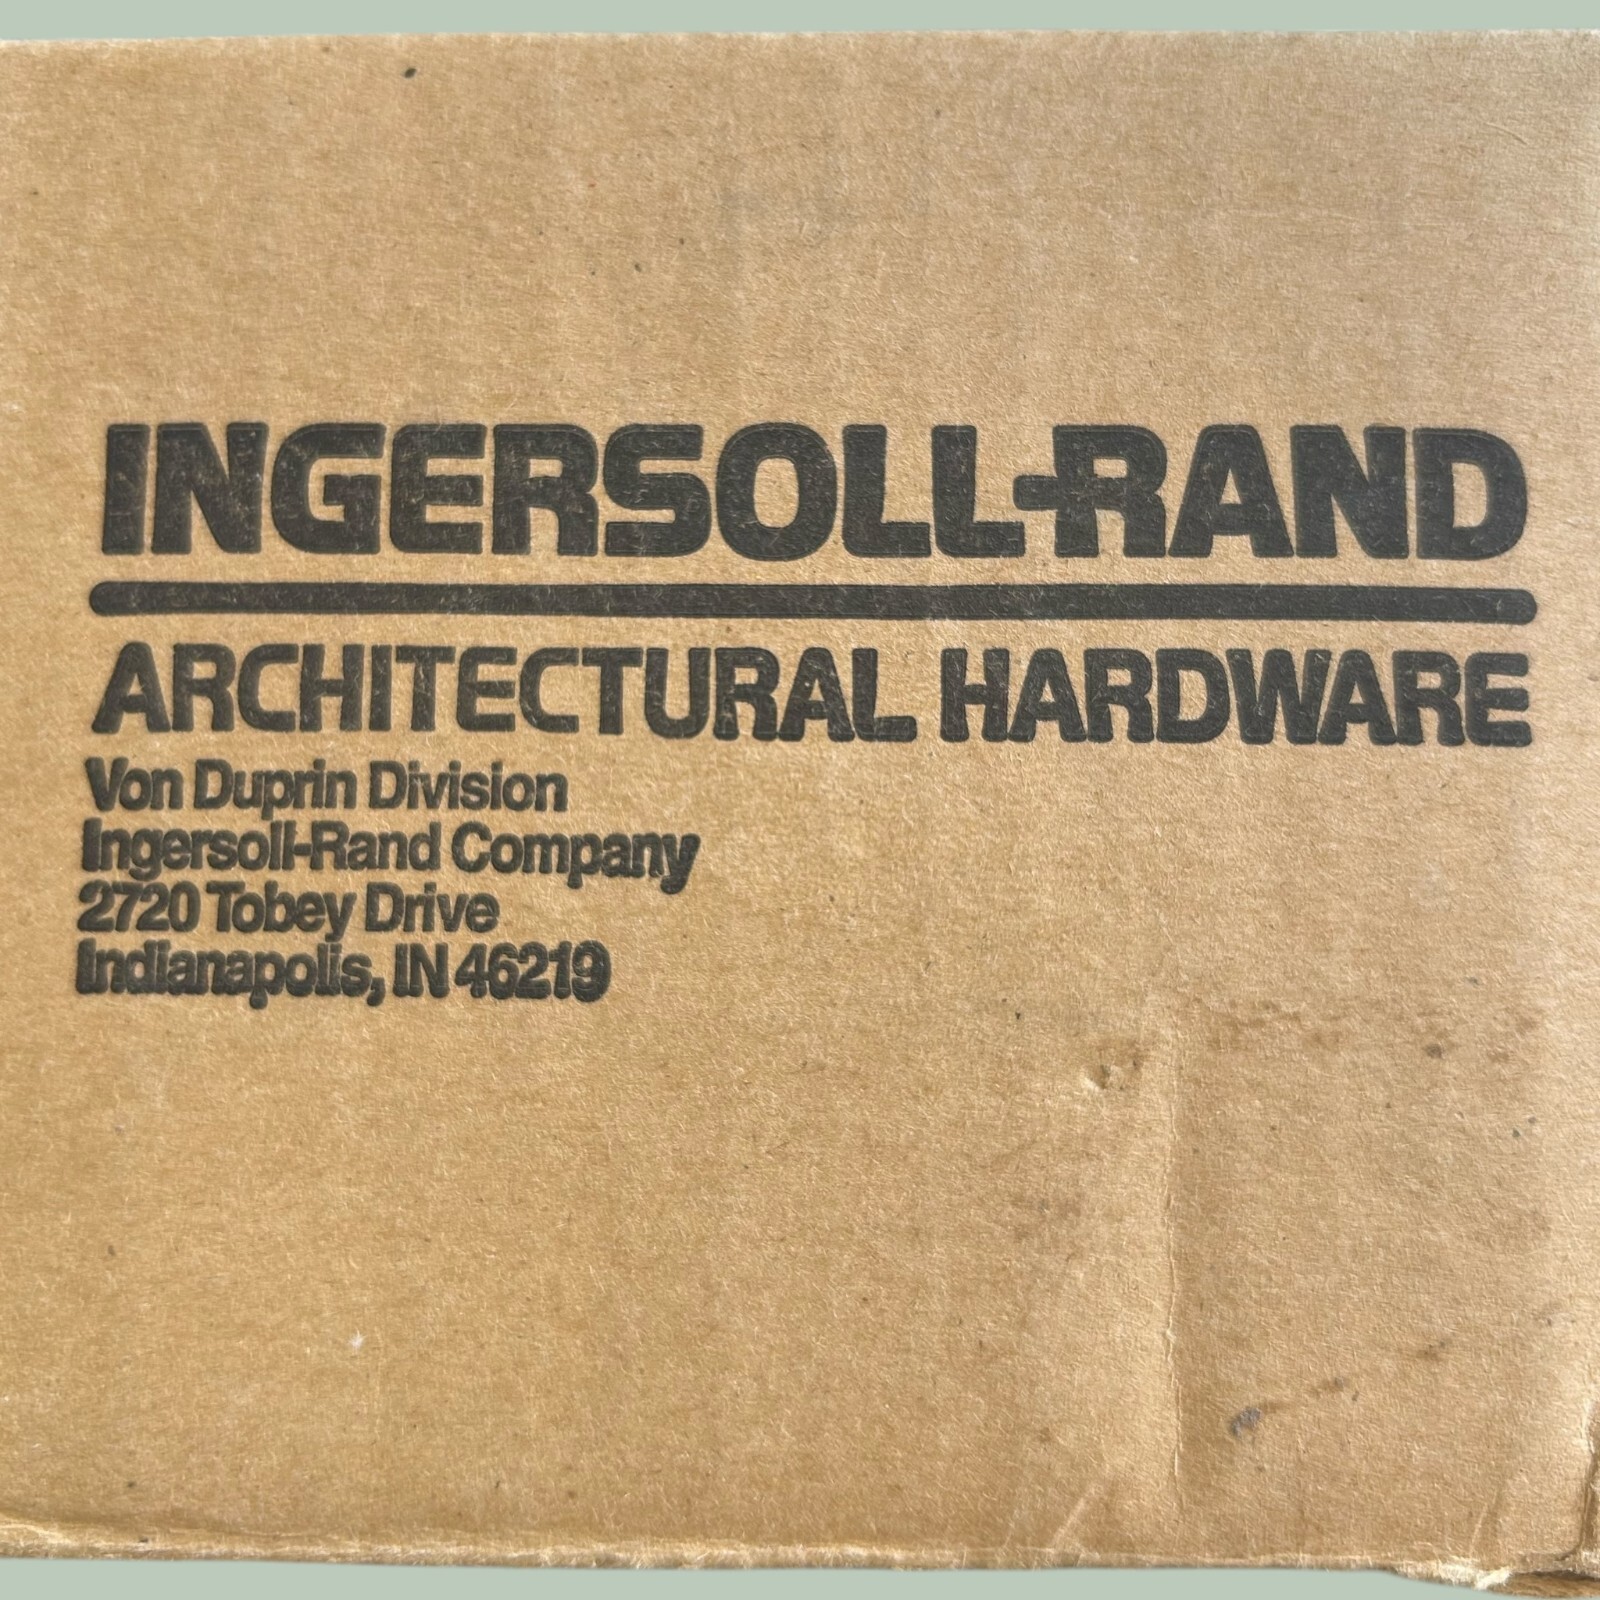 INGERSOLL-RAND
ARCHITECTURAL HARDWARE
Von Duprin Division
Ingersoll-Rand Company
2720 Tobey Drive
Indianapolis, IN 46219